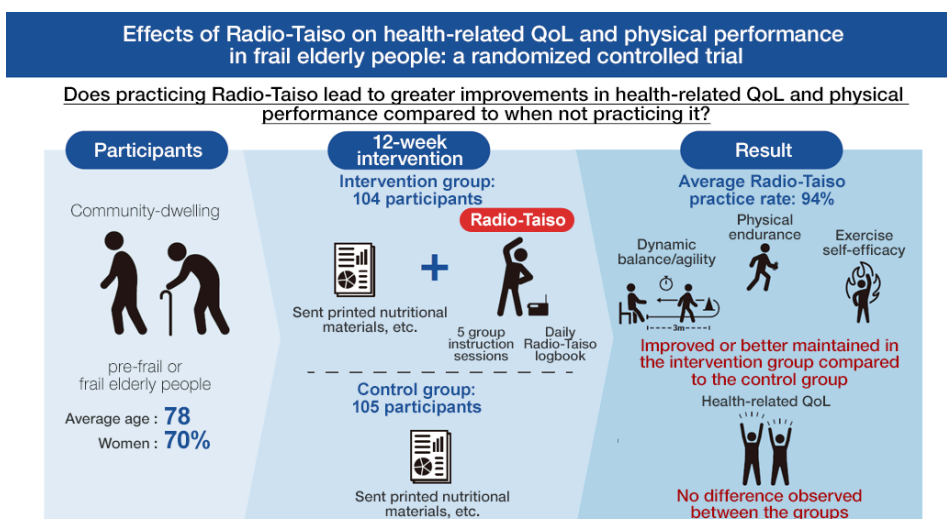 Effects of Radio-Taiso on health-related QoL and physical performance
in frail elderly people: a randomized controlled trial
Does practicing Radio-Taiso lead to greater improvements in health-related QoL and physical
performance compared to when not practicing it?
Participants
Community-dwelling
pre-frail or
frail elderly people
Average age : 78
Women : 70%
12-week
intervention
Intervention group:
104 participants
Radio-Taiso
+
Sent printed nutritional
materials, etc.
5 group
instruction
sessions
Daily
Radio-Taiso
logbook
Control group:
105 participants
Sent printed nutritional
materials, etc.
Result
Average Radio-Taiso
practice rate: 94%
Dynamic
balance/agility
3m
Physical
endurance
Exercise
self-efficacy
Improved or better maintained in
the intervention group compared
to the control group
Health-related QoL
No difference observed
between the groups